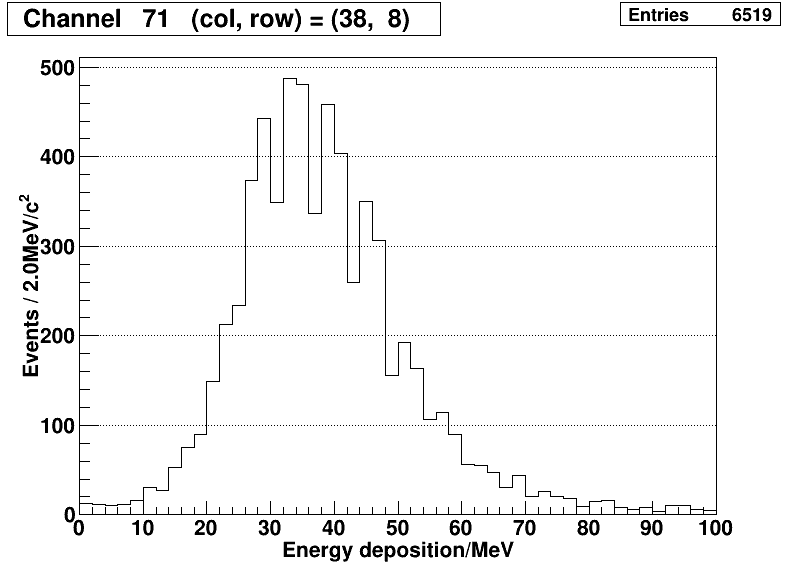 Channel 71 (col, row) = (38, 8)
Entries 6519
500
400
300
200
100
0
Events / 2.0MeV/c²
0 10 20 30 40 50 60 70 80 90 100
Energy deposition/MeV